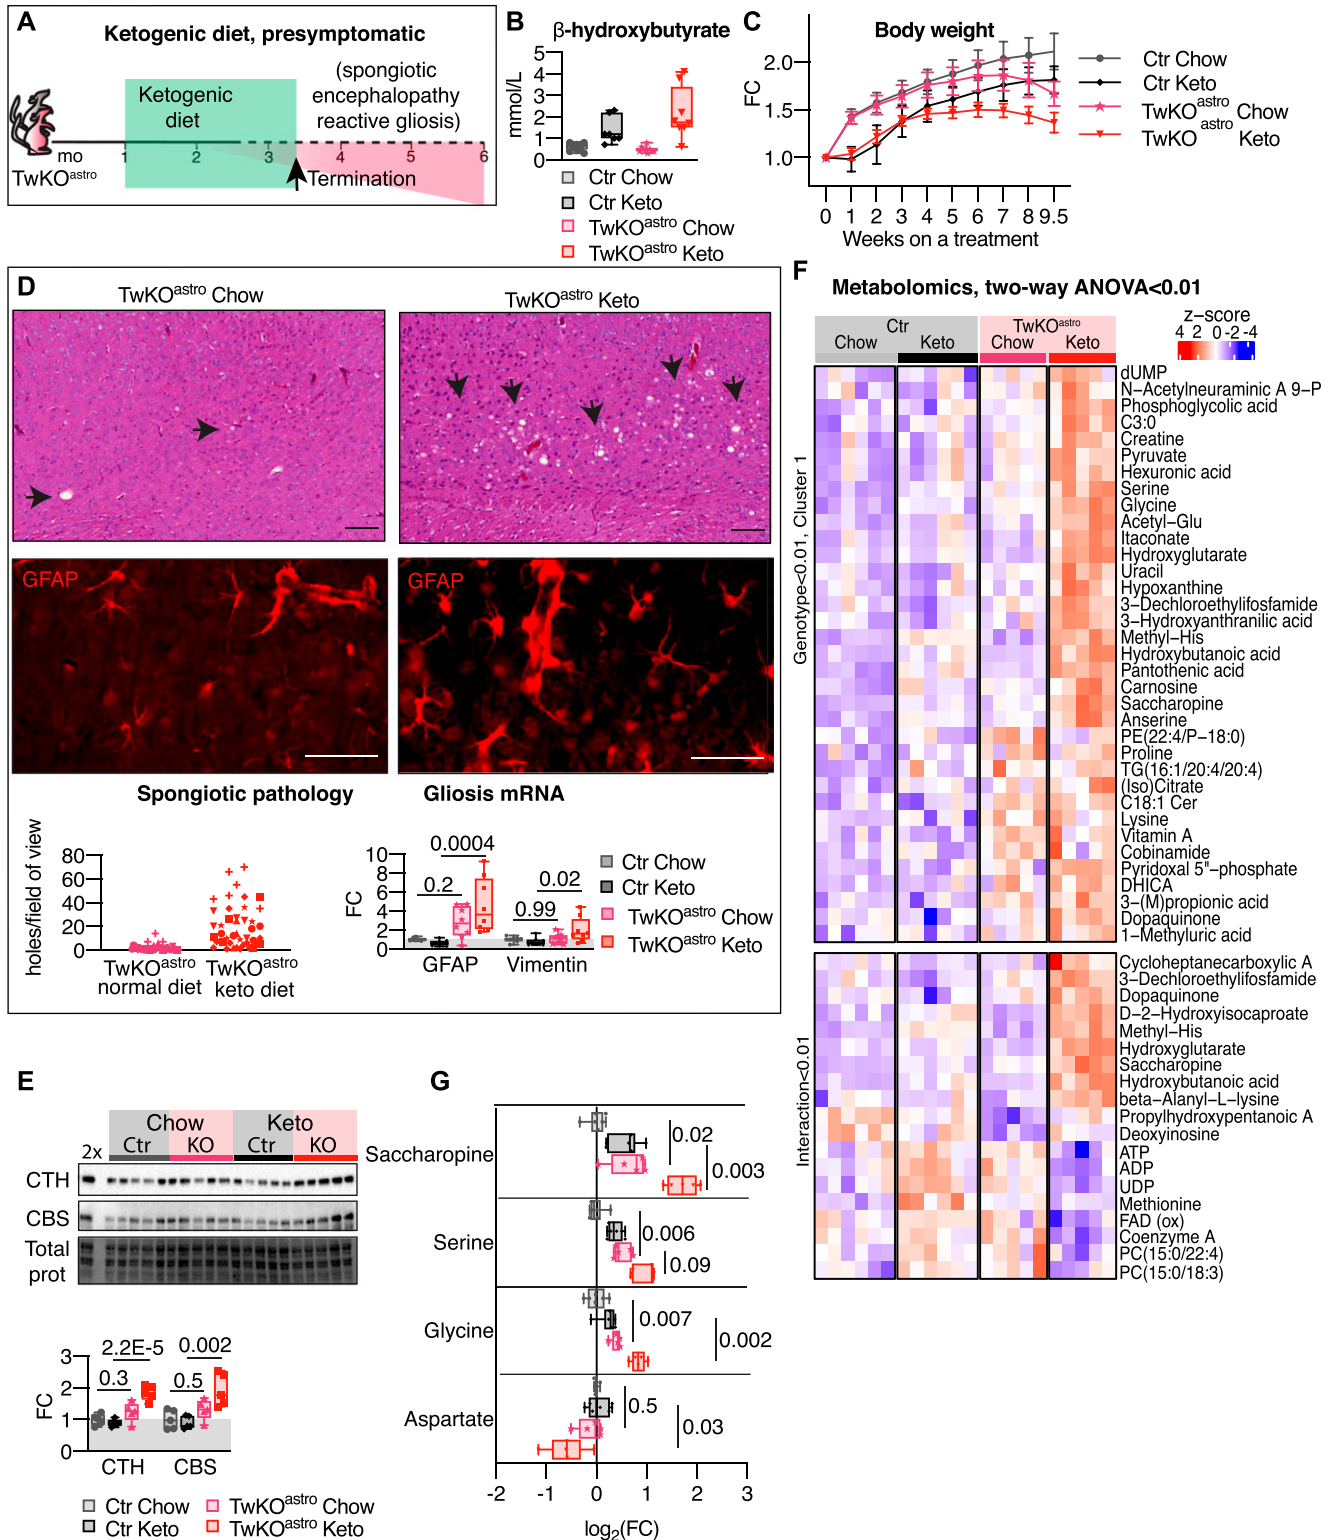 A
Ketogenic diet, presymptomatic
Ketogenic
diet
(spongiotic
encephalopathy
reactive gliosis)
mo
1 2 3 4 5 6
TwKOastro
Termination
B
β-hydroxybutyrate
mmol/L
5
4
3
2
1
0
Ctr Chow
Ctr Keto
TwKOastro Chow
TwKOastro Keto
C
Body weight
FC
2.0
1.5
1.0
0 1 2 3 4 5 6 7 8 9.5
Weeks on a treatment
Ctr Chow
Ctr Keto
TwKOastro Chow
TwKOastro Keto
D
TwKOastro Chow
TwKOastro Keto
GFAP
GFAP
Spongiotic pathology
holes/field of view
80
60
40
20
0
TwKOastro
normal diet
TwKOastro
keto diet
Gliosis mRNA
FC
10
8
6
4
2
0
0.0004
0.2
0.02
0.99
GFAP
Vimentin
Ctr Chow
Ctr Keto
TwKOastro Chow
TwKOastro Keto
E
Chow Keto
2x Ctr KO Ctr KO
CTH
CBS
Total
prot
FC
3
2
1
0
2.2E-5
0.002
0.3
0.5
CTH
CBS
Ctr Chow
Ctr Keto
TwKOastro Chow
TwKOastro Keto
F
Metabolomics, two-way ANOVA<0.01
Ctr
Chow Keto
TwKOastro
Chow Keto
z−score
4 2 0 -2 -4
Genotype<0.01, Cluster 1
dUMP
N−Acetylneuraminic A 9−P
Phosphoglycolic acid
C3:0
Creatine
Pyruvate
Hexuronic acid
Serine
Glycine
Acetyl−Glu
Itaconate
Hydroxyglutarate
Uracil
Hypoxanthine
3−Dechloroethylifosfamide
3−Hydroxyanthranilic acid
Methyl−His
Hydroxybutanoic acid
Pantothenic acid
Carnosine
Saccharopine
Anserine
PE(22:4/P−18:0)
Proline
TG(16:1/20:4/20:4)
(Iso)Citrate
C18:1 Cer
Lysine
Vitamin A
Cobinamide
Pyridoxal 5"−phosphate
DHICA
3−(M)propionic acid
Dopaquinone
1−Methyluric acid
Interaction<0.01
Cycloheptanecarboxylic A
3−Dechloroethylifosfamide
Dopaquinone
D−2−Hydroxyisocaproate
Methyl−His
Hydroxyglutarate
Saccharopine
Hydroxybutanoic acid
beta−Alanyl−L−lysine
Propylhydroxypentanoic A
Deoxyinosine
ATP
ADP
UDP
Methionine
FAD (ox)
Coenzyme A
PC(15:0/22:4)
PC(15:0/18:3)
G
Saccharopine
0.02
0.003
Serine
0.006
0.09
Glycine
0.007
0.002
Aspartate
0.5
0.03
-2 -1 0 1 2 3
log2(FC)